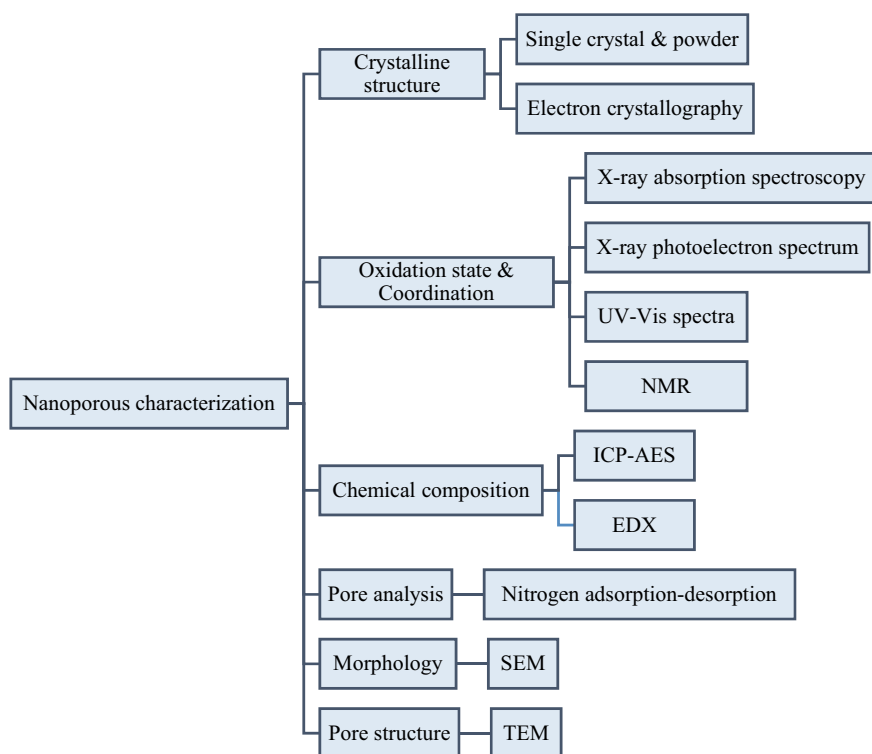 Nanoporous characterization
Crystalline
structure
Single crystal & powder
Electron crystallography
Oxidation state &
Coordination
X-ray absorption spectroscopy
X-ray photoelectron spectrum
UV-Vis spectra
NMR
Chemical composition
ICP-AES
EDX
Pore analysis
Nitrogen adsorption-desorption
Morphology
SEM
Pore structure
TEM